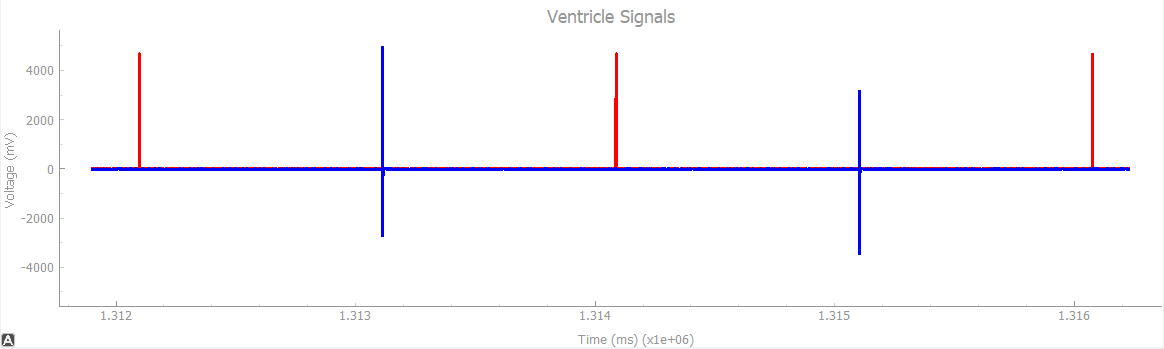 Ventricle Signals
4000
2000
0
-2000
-4000
Voltage (mV)
1.312 1.313 1.314 1.315 1.316
Time (ms) (x1e+06)
A